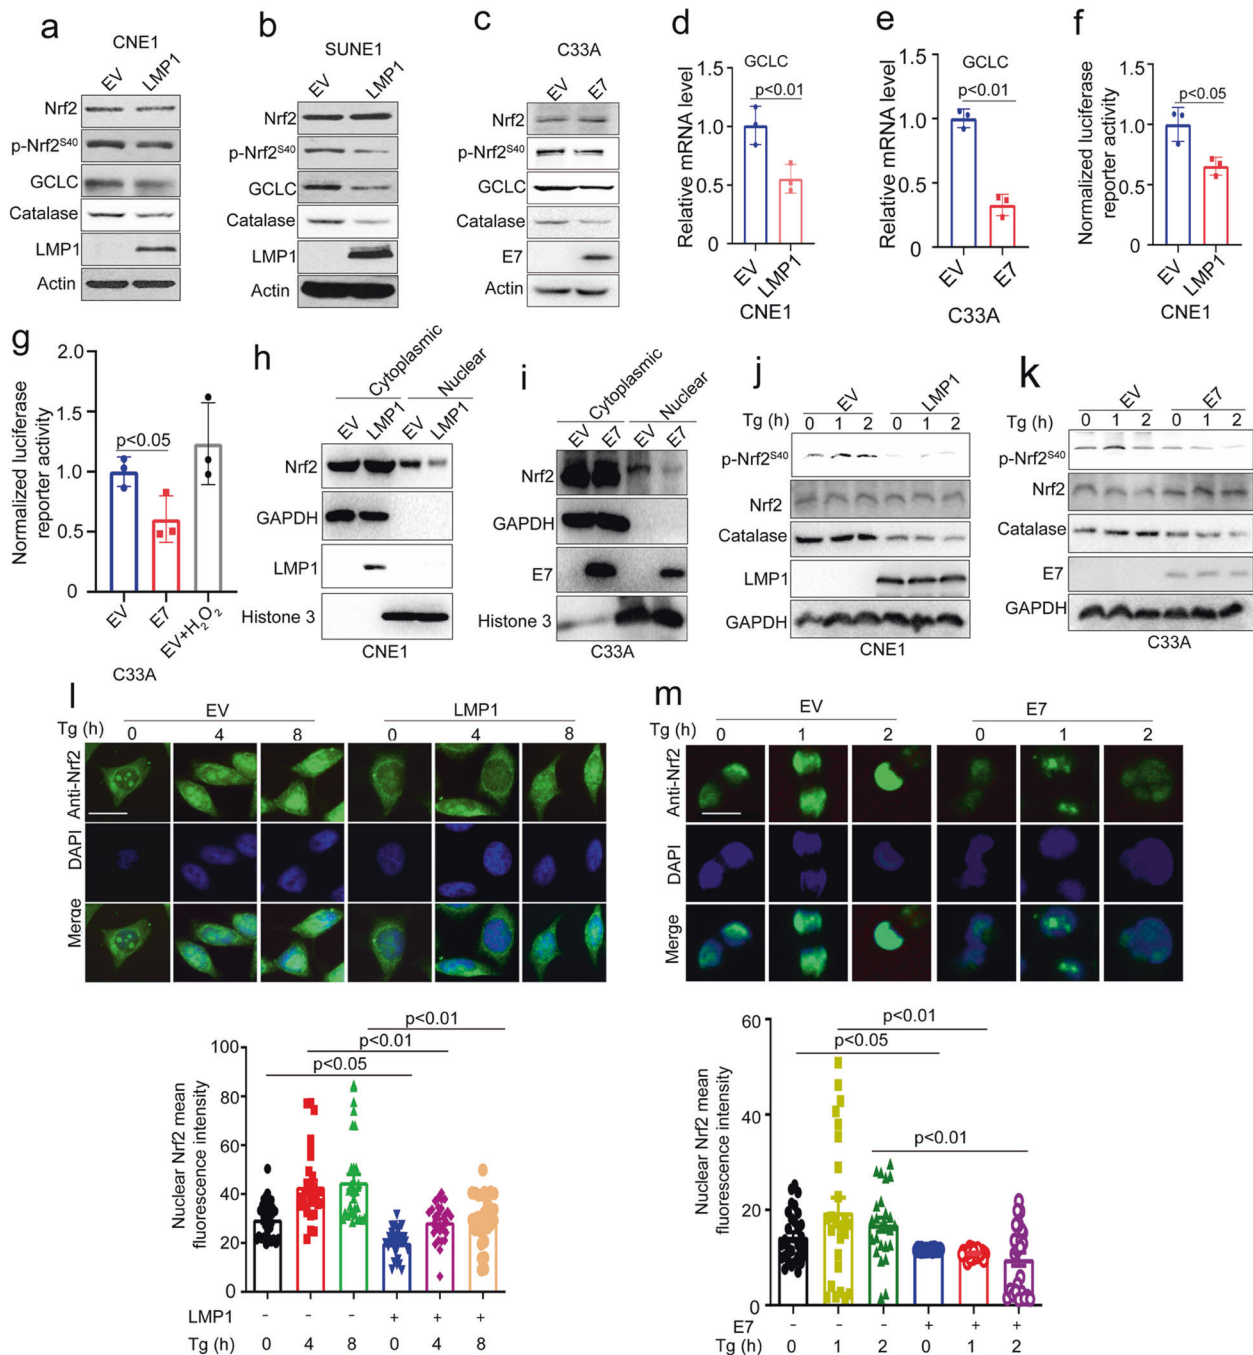 a
CNE1
EV LMP1
Nrf2
p-Nrf2S40
GCLC
Catalase
LMP1
Actin
b
SUNE1
EV LMP1
Nrf2
p-Nrf2S40
GCLC
Catalase
LMP1
Actin
c
C33A
EV E7
Nrf2
p-Nrf2S40
GCLC
Catalase
E7
Actin
d
GCLC
p<0.01
Relative mRNA level
1.5
1.0
0.5
0
EV LMP1
CNE1
e
GCLC
p<0.01
Relative mRNA level
1.5
1.0
0.5
0
EV E7
C33A
f
p<0.05
Normalized luciferase
reporter activity
1.5
1.0
0.5
0
EV LMP1
CNE1
g
p<0.05
Normalized luciferase
reporter activity
2.0
1.5
1.0
0.5
0
EV E7 EV+H2O2
C33A
h
Cytoplasmic Nuclear
EV LMP1 EV LMP1
Nrf2
GAPDH
LMP1
Histone 3
CNE1
i
Cytoplasmic Nuclear
EV E7 EV E7
Nrf2
GAPDH
E7
Histone 3
C33A
j
EV LMP1
Tg (h) 0 1 2 0 1 2
p-Nrf2S40
Nrf2
Catalase
LMP1
GAPDH
CNE1
k
EV E7
Tg (h) 0 1 2 0 1 2
p-Nrf2S40
Nrf2
Catalase
E7
GAPDH
C33A
l
EV LMP1
Tg (h) 0 4 8 0 4 8
Anti-Nrf2
DAPI
Merge
p<0.01
p<0.01
p<0.05
Nuclear Nrf2 mean
fluorescence intensity
100
80
60
40
20
0
LMP1 - - - + + +
Tg (h) 0 4 8 0 4 8
m
EV E7
Tg (h) 0 1 2 0 1 2
Anti-Nrf2
DAPI
Merge
p<0.01
p<0.05
p<0.01
Nuclear Nrf2 mean
fluorescence intensity
60
40
20
0
E7 - - - + + +
Tg (h) 0 1 2 0 1 2